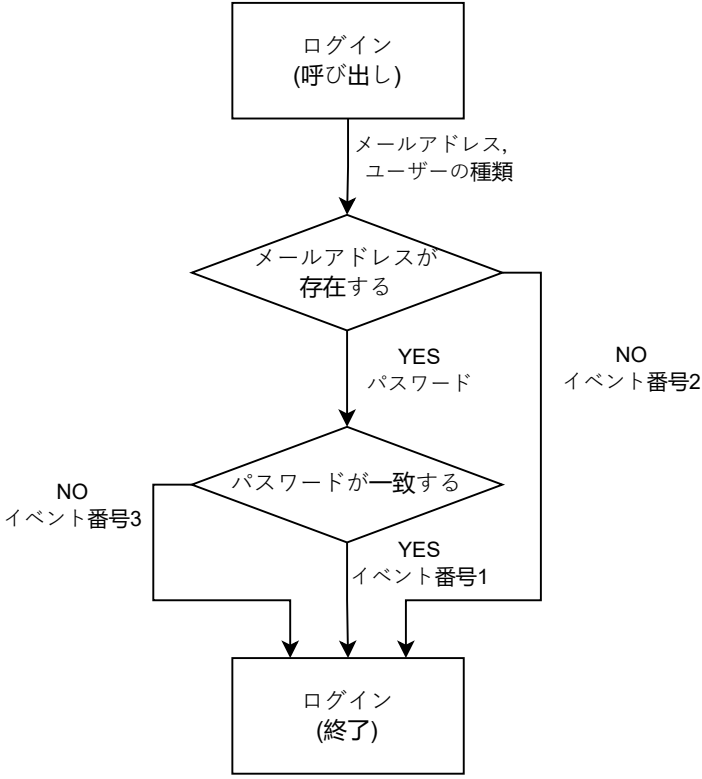 ログイン
(呼び出し)
メールアドレス,
ユーザーの種類
メールアドレスが
存在する
YES
パスワード
NO
イベント番号2
パスワードが一致する
NO
イベント番号3
YES
イベント番号1
ログイン
(終了)